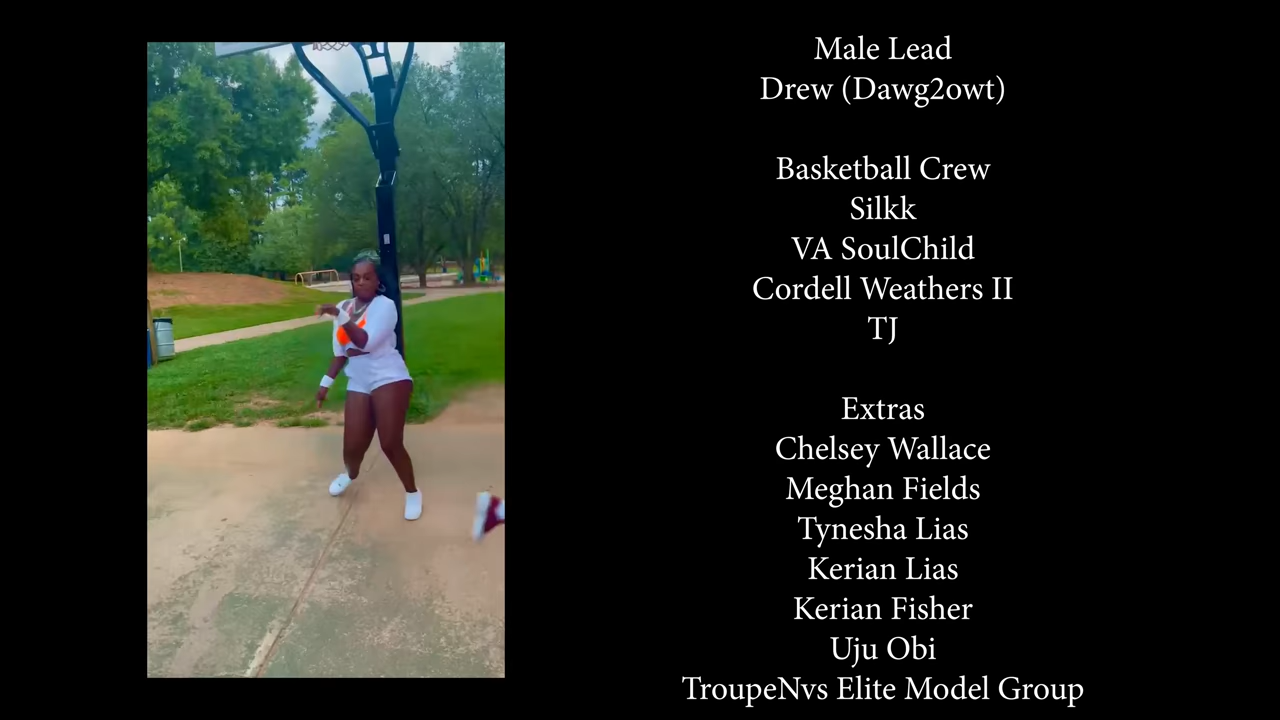 Male Lead
Drew (Dawg2owt)
Basketball Crew
Silkk
VA SoulChild
Cordell Weathers II
TJ
Extras
Chelsey Wallace
Meghan Fields
Tynesha Lias
Kerian Lias
Kerian Fisher
Uju Obi
TroupeNvs Elite Model Group